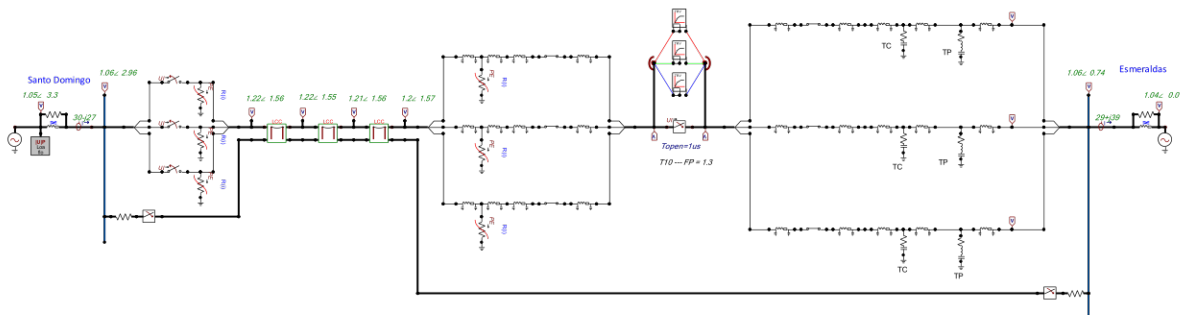 Santo Domingo
1.05∠ 3.3
1.06∠ 2.96
30-j27
U(f*
Los
fix
R(i)
R(i)
R(i)
1.22∠ 1.56
1.22∠ 1.55
1.21∠ 1.56
1.2∠ 1.57
LCC
LCC
LCC
R(i)
R(i)
R(i)
Topen=1us
T10 --- FP = 1.3
TC
TP
TC
TP
TC
TP
1.06∠ 0.74
Esmeraldas
1.04∠ 0.0
29+j39